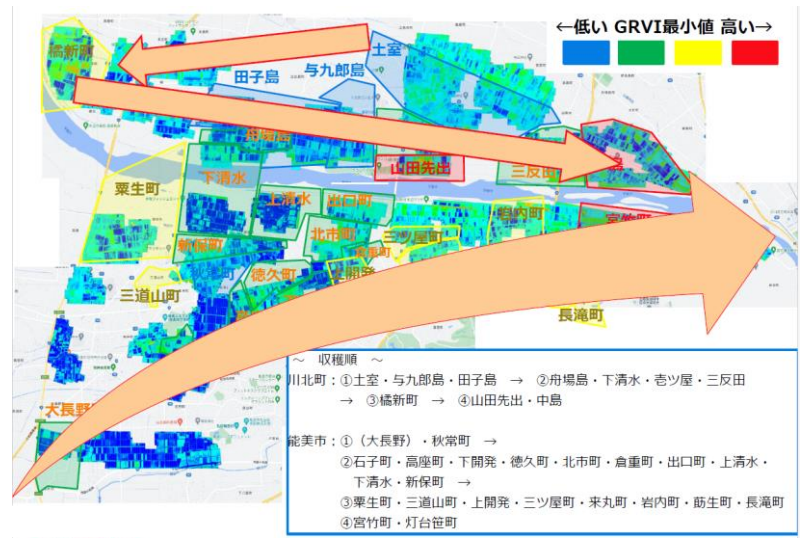 ←低い GRVI最小値 高い→
橘新町
土室
与九郎島
田子島
山田先出
三反田
粟生町
下清水
上清水
出口町
宮竹町
岩内町
北市町
三ツ屋町
新保町
秋常町
徳久町
上開発
三道山町
長滝町
大長野
～ 収穫順 ～
川北町：①土室・与九郎島・田子島 → ②舟場島・下清水・壱ツ屋・三反田
→ ③橘新町 → ④山田先出・中島
能美市：①（大長野）・秋常町 →
②石子町・高座町・下開発・徳久町・北市町・倉重町・出口町・上清水・
下清水・新保町 →
③粟生町・三道山町・上開発・三ツ屋町・来丸町・岩内町・莇生町・長滝町
④宮竹町・灯台笹町